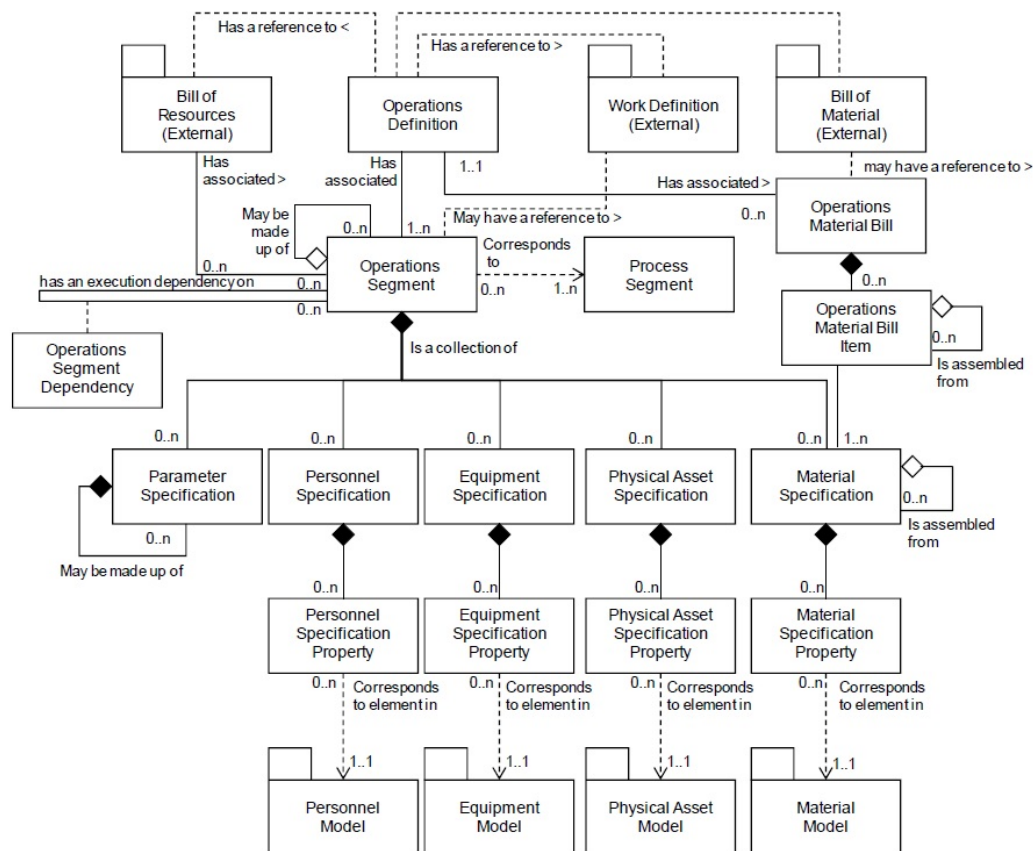 Has a reference to <
Has a reference to >
Bill of
Resources
(External)
Operations
Definition
Work Definition
(External)
Bill of
Material
(External)
Has
associated >
Has
associated
1..1
may have a reference to >
Has associated >
0..n
Operations
Material Bill
May be
made up
of
0..n
1..n
May have a reference to >
Corresponds
to
0..n
Operations
Segment
0..n
1..n
Process
Segment
0..n
has an execution dependency on
0..n
0..n
Operations
Material Bill
Item
0..n
Is assembled
from
Operations
Segment
Dependency
Is a collection of
0..n
0..n
0..n
0..n
0..n
1..n
Parameter
Specification
Personnel
Specification
Equipment
Specification
Physical Asset
Specification
Material
Specification
0..n
Is assembled
from
0..n
May be made up of
0..n
0..n
0..n
0..n
Personnel
Specification
Property
Equipment
Specification
Property
Physical Asset
Specification
Property
Material
Specification
Property
0..n
Corresponds
to element in
0..n
Corresponds
to element in
0..n
Corresponds
to element in
0..n
Corresponds
to element in
1..1
1..1
1..1
1..1
Personnel
Model
Equipment
Model
Physical Asset
Model
Material
Model